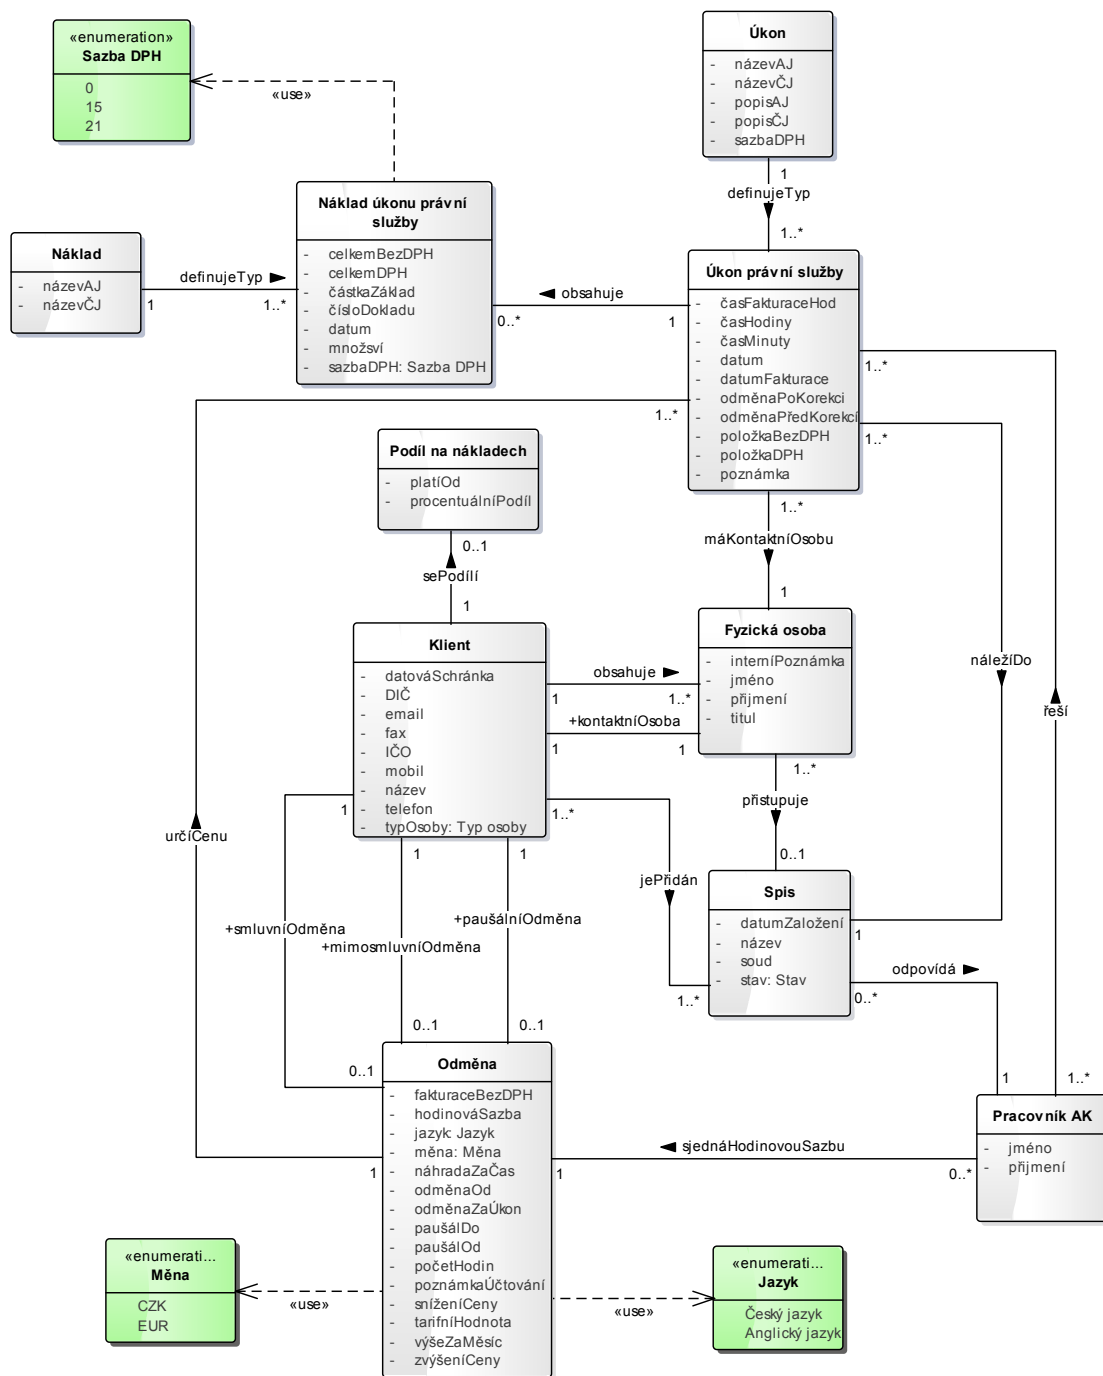 «enumeration»
Sazba DPH
0
15
21
«use»
Úkon
- názevAJ
- názevČJ
- popisAJ
- popisČJ
- sazbaDPH
1
definujeTyp
1..*
Náklad
- názevAJ
- názevČJ
1
definujeTyp
1..*
Náklad úkonu právní
služby
- celkemBezDPH
- celkemDPH
- částkaZáklad
- čísloDokladu
- datum
- množsví
- sazbaDPH: Sazba DPH
0..*
obsahuje
1
Úkon právní služby
- časFakturaceHod
- časHodiny
- časMinuty
- datum
- datumFakturace
- odměnaPoKorekci
- odměnaPředKorekcí
- položkaBezDPH
- položkaDPH
- poznámka
1..*
1..*
1..*
1..*
máKontaktníOsobu
1
Podíl na nákladech
- platíOd
- procentuálníPodíl
0..1
sePodílí
1
Klient
- datováSchránka
- DIČ
- email
- fax
- IČO
- mobil
- název
- telefon
- typOsoby: Typ osoby
obsahuje
1
1..*
+kontaktníOsoba
1
1
Fyzická osoba
- interníPoznámka
- jméno
- přijmení
- titul
1..*
přistupuje
0..1
náležíDo
řeší
1
1..*
určíCenu
1
1
jePřidán
+smluvníOdměna
+mimosmluvníOdměna
+paušálníOdměna
Spis
- datumZaložení
- název
- soud
- stav: Stav
1
1..*
0..*
odpovídá
0..1
0..1
0..1
1
1..*
Odměna
- fakturaceBezDPH
- hodinováSazba
- jazyk: Jazyk
- měna: Měna
- náhradaZaČas
- odměnaOd
- odměnaZaÚkon
- paušálDo
- paušálOd
- početHodin
- poznámkaÚčtování
- sníženíCeny
- tarifníHodnota
- výšeZaMěsíc
- zvýšeníCeny
1
1
sjednáHodinovouSazbu
0..*
Pracovník AK
- jméno
- přijmení
«enumerati...
Měna
CZK
EUR
«use»
«use»
«enumerati...
Jazyk
Český jazyk
Anglický jazyk